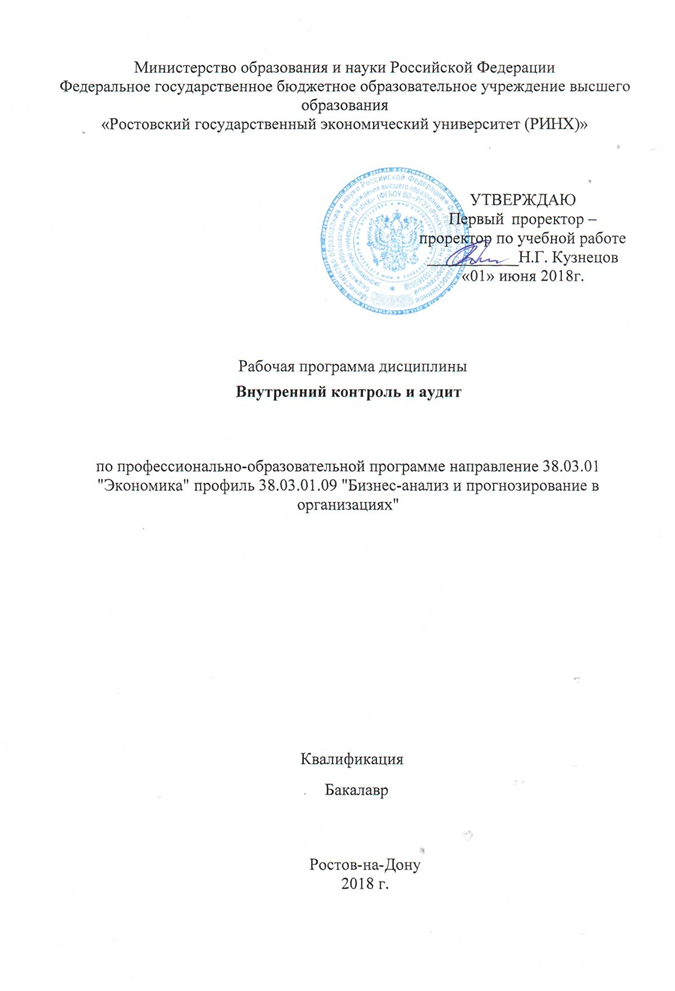 Министерство образования и науки Российской Федерации
Федеральное государственное бюджетное образовательное учреждение высшего
образования
«Ростовский государственный экономический университет (РИНХ)»
УТВЕРЖДАЮ
Первый проректор –
проректор по учебной работе
Н.Г. Кузнецов
«01» июня 2018г.
Рабочая программа дисциплины
Внутренний контроль и аудит
по профессионально-образовательной программе направление 38.03.01
"Экономика" профиль 38.03.01.09 "Бизнес-анализ и прогнозирование в
организациях"
Квалификация
Бакалавр
Ростов-на-Дону
2018 г.